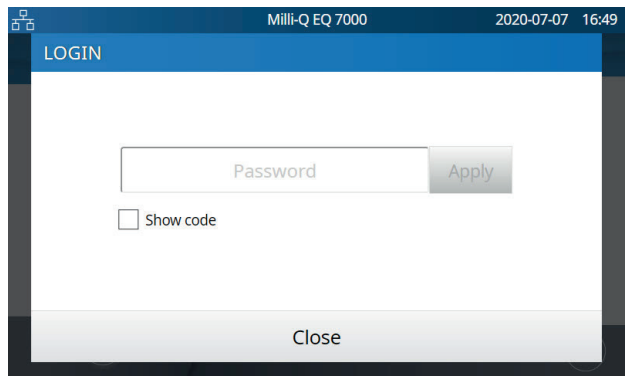 Milli-Q EQ 7000 2020-07-07 16:49
LOGIN
Password Apply
Show code
Close